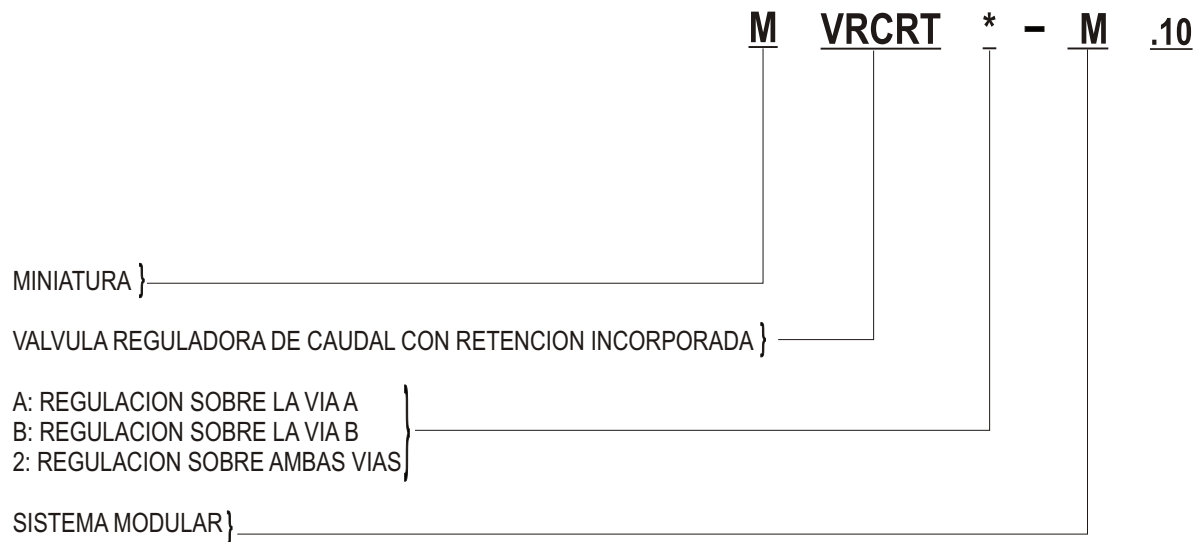 M VRCRT * - M .10
MINIATURA }
VALVULA REGULADORA DE CAUDAL CON RETENCION INCORPORADA }
A: REGULACION SOBRE LA VIA A
B: REGULACION SOBRE LA VIA B
2: REGULACION SOBRE AMBAS VIAS
SISTEMA MODULAR }